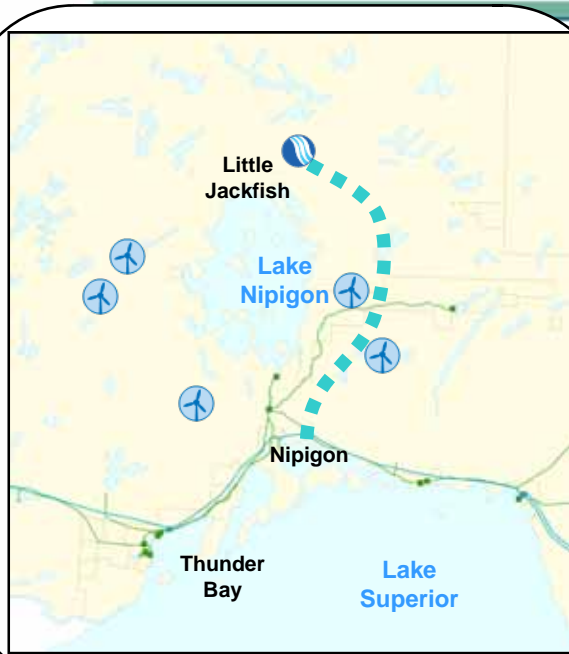 Little
Jackfish
Lake
Nipigon
Nipigon
Thunder
Bay
Lake
Superior